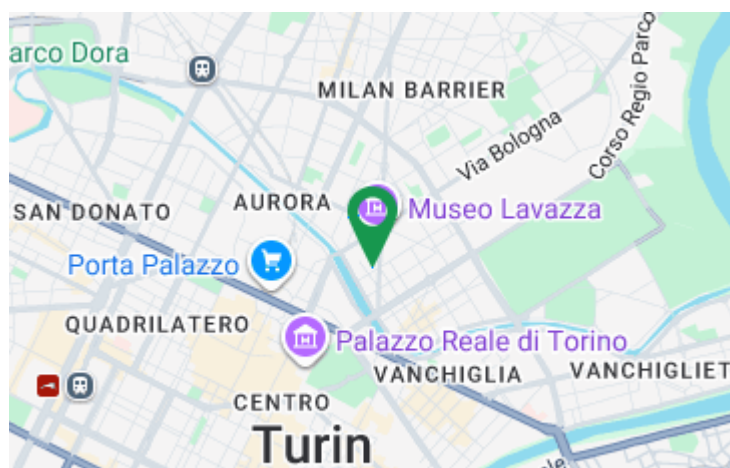 arco Dora
MILAN BARRIER
Corso Regio Parco
Via Bologna
AURORA
Museo Lavazza
SAN DONATO
Porta Palazzo
QUADRILATERO
Palazzo Reale di Torino
VANCHIGLIA
VANCHIGLIET
CENTRO
Turin